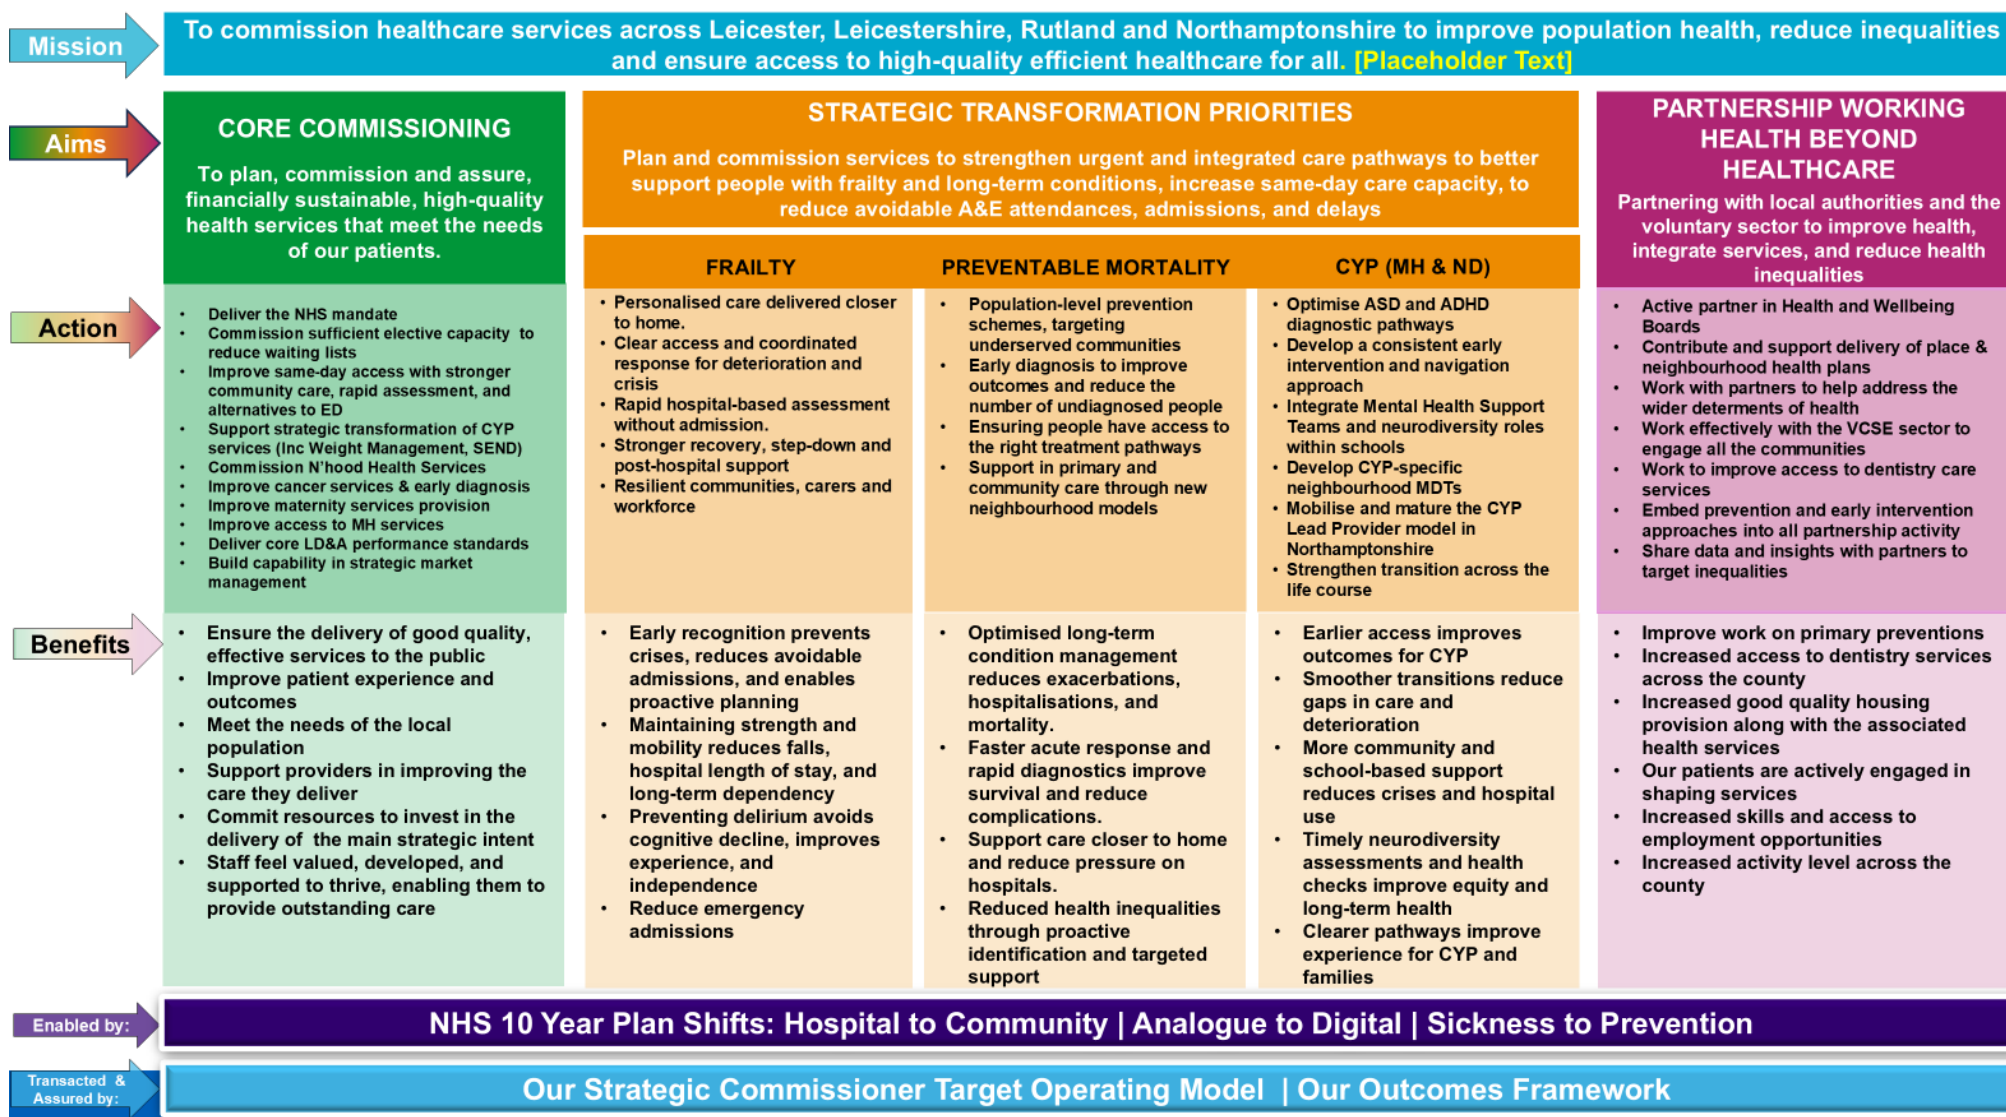 Mission
To commission healthcare services across Leicester, Leicestershire, Rutland and Northamptonshire to improve population health, reduce inequalities
and ensure access to high-quality efficient healthcare for all. [Placeholder Text]
Aims
CORE COMMISSIONING
To plan, commission and assure,
financially sustainable, high-quality
health services that meet the needs
of our patients.
STRATEGIC TRANSFORMATION PRIORITIES
Plan and commission services to strengthen urgent and integrated care pathways to better
support people with frailty and long-term conditions, increase same-day care capacity, to
reduce avoidable A&E attendances, admissions, and delays
FRAILTY
PREVENTABLE MORTALITY
CYP (MH & ND)
PARTNERSHIP WORKING
HEALTH BEYOND
HEALTHCARE
Partnering with local authorities and the
voluntary sector to improve health,
integrate services, and reduce health
inequalities
Action
• Deliver the NHS mandate
• Commission sufficient elective capacity to
reduce waiting lists
• Improve same-day access with stronger
community care, rapid assessment, and
alternatives to ED
• Support strategic transformation of CYP
services (Inc Weight Management, SEND)
• Commission N'hood Health Services
• Improve cancer services & early diagnosis
• Improve maternity services provision
• Improve access to MH services
• Deliver core LD&A performance standards
• Build capability in strategic market
management
• Personalised care delivered closer
to home.
• Clear access and coordinated
response for deterioration and
crisis
• Rapid hospital-based assessment
without admission.
• Stronger recovery, step-down and
post-hospital support
• Resilient communities, carers and
workforce
• Population-level prevention
schemes, targeting
underserved communities
• Early diagnosis to improve
outcomes and reduce the
number of undiagnosed people
• Ensuring people have access to
the right treatment pathways
• Support in primary and
community care through new
neighbourhood models
• Optimise ASD and ADHD
diagnostic pathways
• Develop a consistent early
intervention and navigation
approach
• Integrate Mental Health Support
Teams and neurodiversity roles
within schools
• Develop CYP-specific
neighbourhood MDTs
• Mobilise and mature the CYP
Lead Provider model in
Northamptonshire
• Strengthen transition across the
life course
• Active partner in Health and Wellbeing
Boards
• Contribute and support delivery of place &
neighbourhood health plans
• Work with partners to help address the
wider determents of health
• Work effectively with the VCSE sector to
engage all the communities
• Work to improve access to dentistry care
services
• Embed prevention and early intervention
approaches into all partnership activity
• Share data and insights with partners to
target inequalities
Benefits
• Ensure the delivery of good quality,
effective services to the public
• Improve patient experience and
outcomes
• Meet the needs of the local
population
• Support providers in improving the
care they deliver
• Commit resources to invest in the
delivery of the main strategic intent
• Staff feel valued, developed, and
supported to thrive, enabling them to
provide outstanding care
• Early recognition prevents
crises, reduces avoidable
admissions, and enables
proactive planning
• Maintaining strength and
mobility reduces falls,
hospital length of stay, and
long-term dependency
• Preventing delirium avoids
cognitive decline, improves
experience, and
independence
• Reduce emergency
admissions
• Optimised long-term
condition management
reduces exacerbations,
hospitalisations, and
mortality.
• Faster acute response and
rapid diagnostics improve
survival and reduce
complications.
• Support care closer to home
and reduce pressure on
hospitals.
• Reduced health inequalities
through proactive
identification and targeted
support
• Earlier access improves
outcomes for CYP
• Smoother transitions reduce
gaps in care and
deterioration
• More community and
school-based support
reduces crises and hospital
use
• Timely neurodiversity
assessments and health
checks improve equity and
long-term health
• Clearer pathways improve
experience for CYP and
families
• Improve work on primary preventions
• Increased access to dentistry services
across the county
• Increased good quality housing
provision along with the associated
health services
• Our patients are actively engaged in
shaping services
• Increased skills and access to
employment opportunities
• Increased activity level across the
county
Enabled by:
NHS 10 Year Plan Shifts: Hospital to Community | Analogue to Digital | Sickness to Prevention
Transacted &
Assured by:
Our Strategic Commissioner Target Operating Model | Our Outcomes Framework